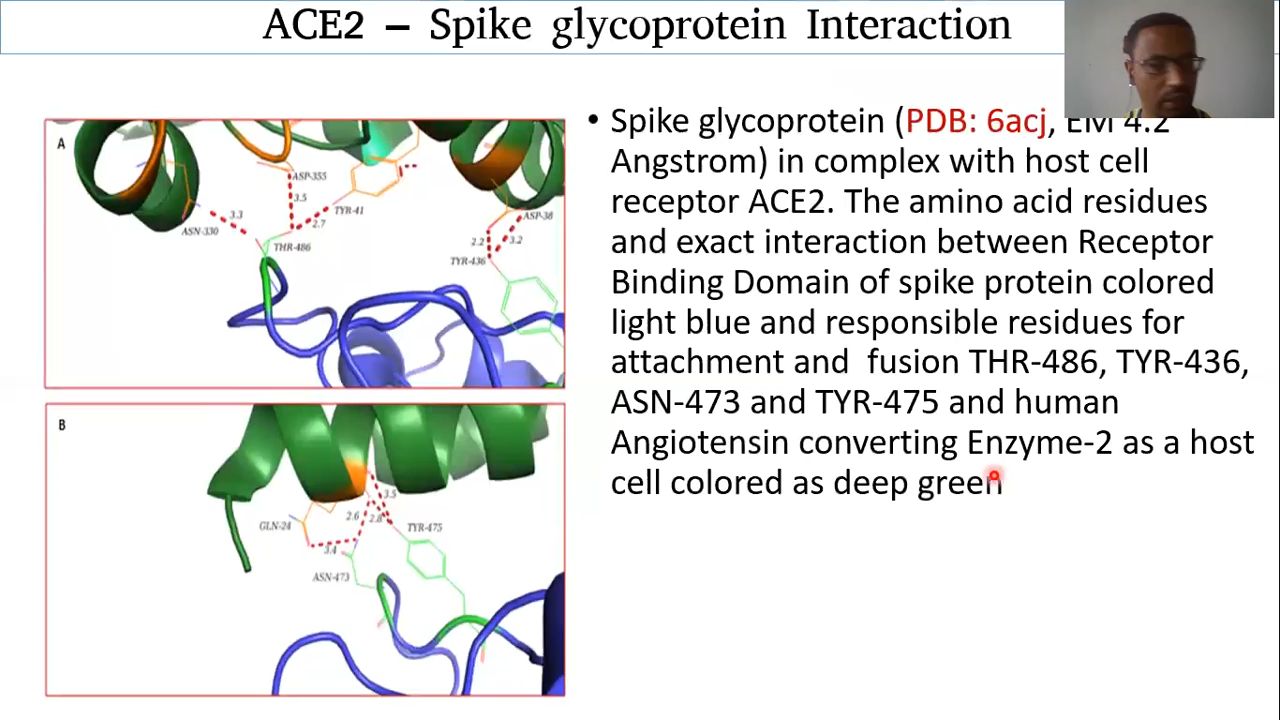 ACE2 – Spike glycoprotein Interaction
A
ASP-355
3.5
TYR-41
3.3
2.7
ASN-330
THR-486
ASP-38
2.2
3.2
TYR-436
B
3.5
2.6
2.8
GLN-24
TYR-475
3.4
ASN-473
• Spike glycoprotein (PDB: 6acj, EM 4.2
Angstrom) in complex with host cell
receptor ACE2. The amino acid residues
and exact interaction between Receptor
Binding Domain of spike protein colored
light blue and responsible residues for
attachment and fusion THR-486, TYR-436,
ASN-473 and TYR-475 and human
Angiotensin converting Enzyme-2 as a host
cell colored as deep green